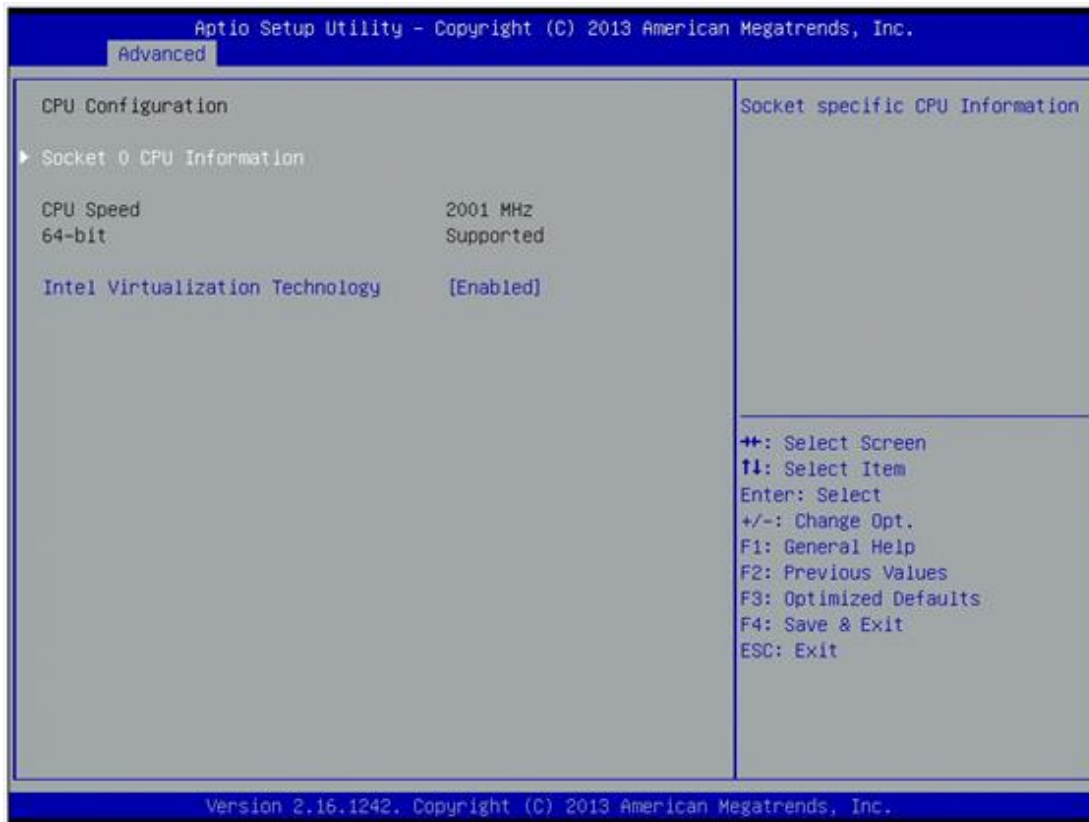 Aptio Setup Utility – Copyright (C) 2013 American Megatrends, Inc.
Advanced
CPU Configuration
Socket specific CPU Information
Socket 0 CPU Information
CPU Speed 2001 MHz
64-bit Supported
Intel Virtualization Technology [Enabled]
→←: Select Screen
↑↓: Select Item
Enter: Select
+/-: Change Opt.
F1: General Help
F2: Previous Values
F3: Optimized Defaults
F4: Save & Exit
ESC: Exit
Version 2.16.1242. Copyright (C) 2013 American Megatrends, Inc.